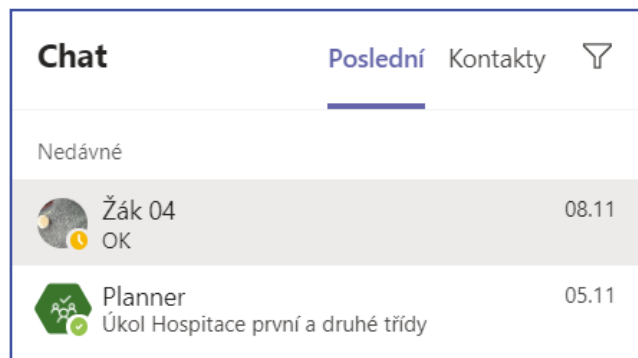 Chat Poslední Kontakty
Nedávné
Žák 04 08.11
OK
Planner 05.11
Úkol Hospitace první a druhé třídy